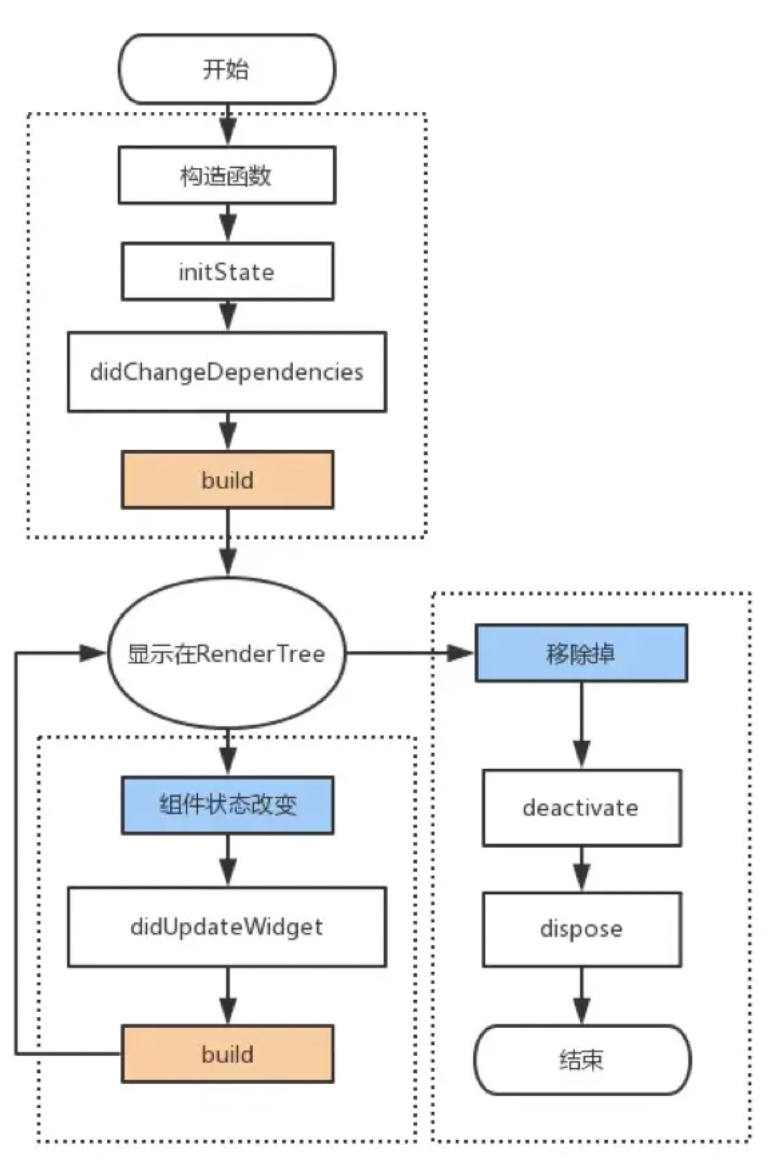 开始
构造函数
initState
didChangeDependencies
build
显示在RenderTree
移除掉
组件状态改变
deactivate
didUpdateWidget
dispose
build
结束